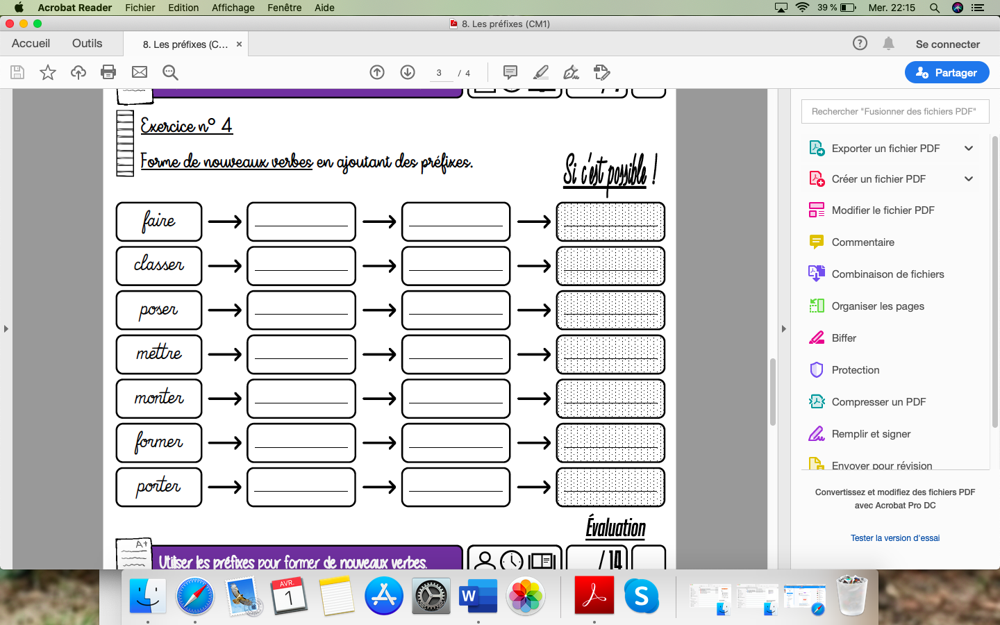 Acrobat Reader Fichier Edition Affichage Fenêtre Aide 39 % Mer. 22:15
8. Les préfixes (CM1)
Accueil Outils 8. Les préfixes (C... × ? Se connecter
3 / 4 Partager
Exercice n° 4
Forme de nouveaux verbes en ajoutant des préfixes.
Si c'est possible !
faire
classer
poser
mettre
monter
former
porter
Évaluation
A+
Utiliser les préfixes pour former de nouveaux verbes.
/ 14
Rechercher "Fusionner des fichiers PDF"
Exporter un fichier PDF
Créer un fichier PDF
Modifier le fichier PDF
Commentaire
Combinaison de fichiers
Organiser les pages
Biffer
Protection
Compresser un PDF
Remplir et signer
Envoyer pour révision
Convertissez et modifiez des fichiers PDF
avec Acrobat Pro DC
Tester la version d'essai
AVR.
1
W
S